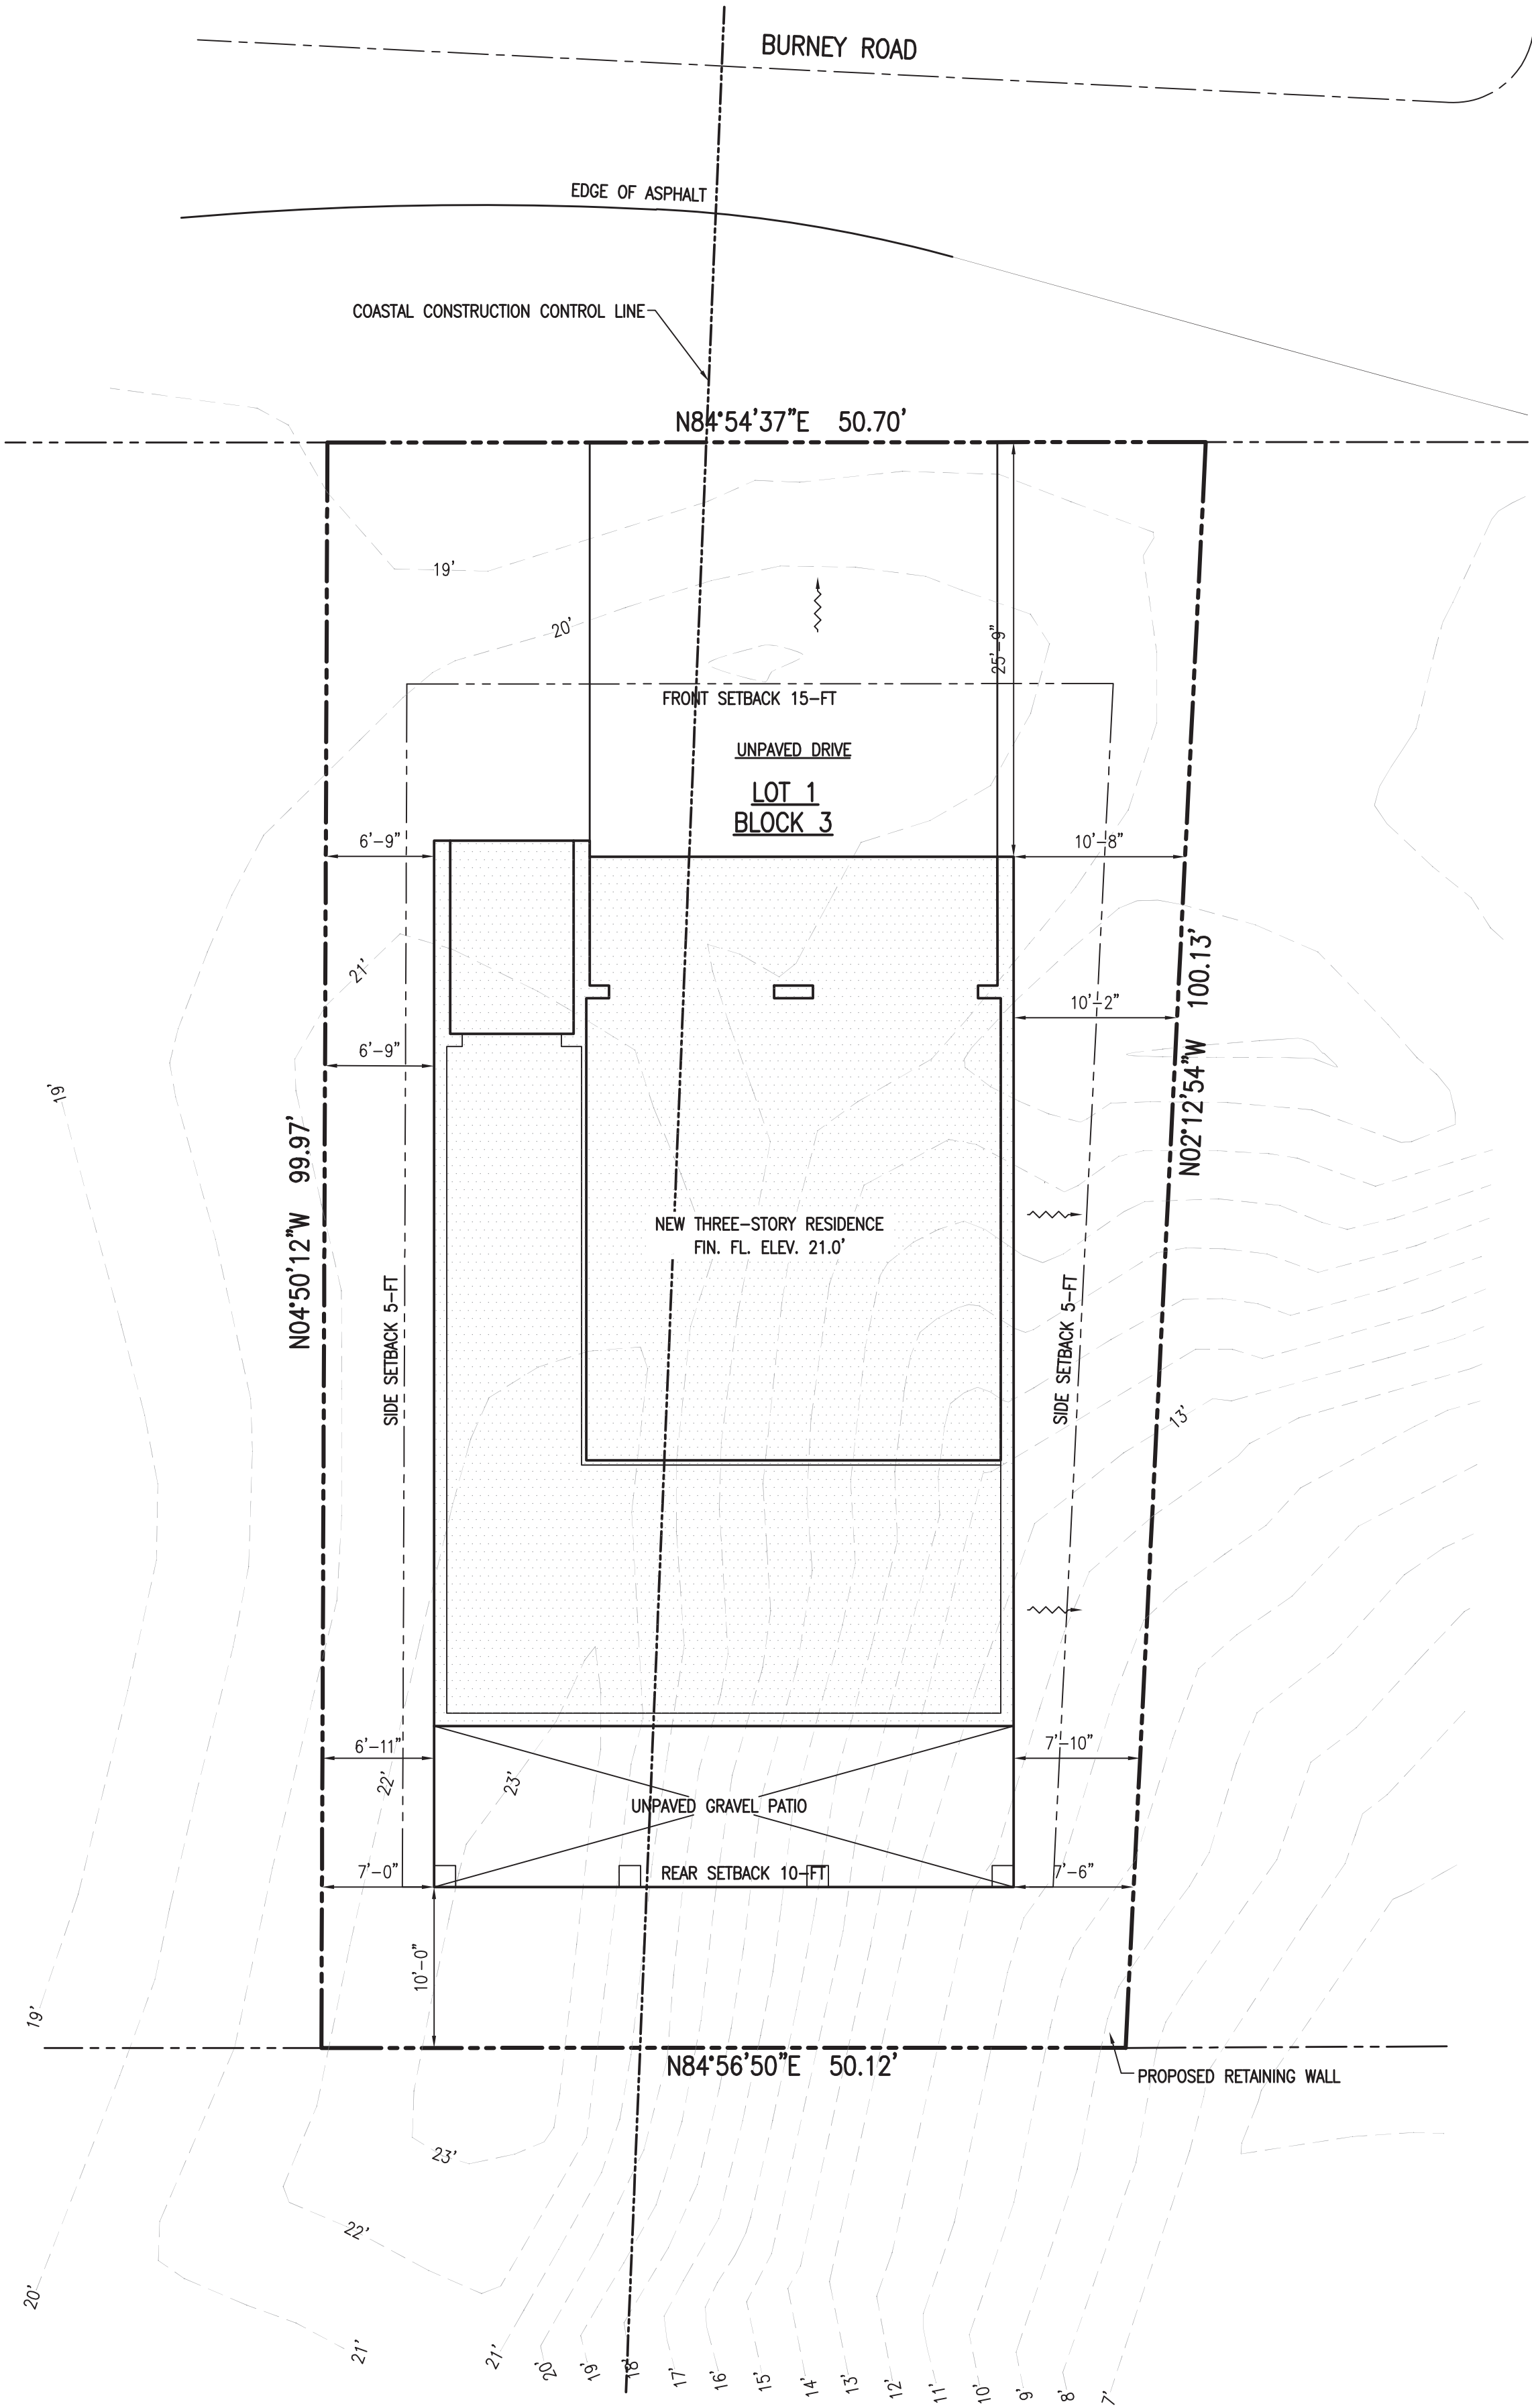 BURNEY ROAD
EDGE OF ASPHALT
COASTAL CONSTRUCTION CONTROL LINE
N84°54'37"E 50.70'
19'
20'
25'-9"
FRONT SETBACK 15-FT
UNPAVED DRIVE
LOT 1
BLOCK 3
6'-9"
10'-8"
21'
N02°12'54"W 100.13'
10'-2"
6'-9"
19'
N04°50'12"W 99.97'
NEW THREE-STORY RESIDENCE
FIN. FL. ELEV. 21.0'
SIDE SETBACK 5-FT
SIDE SETBACK 5-FT
13'
6'-11"
7'-10"
22'
23'
UNPAVED GRAVEL PATIO
7'-0"
REAR SETBACK 10-FT
7'-6"
10'-0"
19'
N84°56'50"E 50.12'
PROPOSED RETAINING WALL
23'
22'
20'
21'
21'
20'
19'
18'
17'
16'
15'
14'
13'
12'
11'
10'
9'
8'
7'